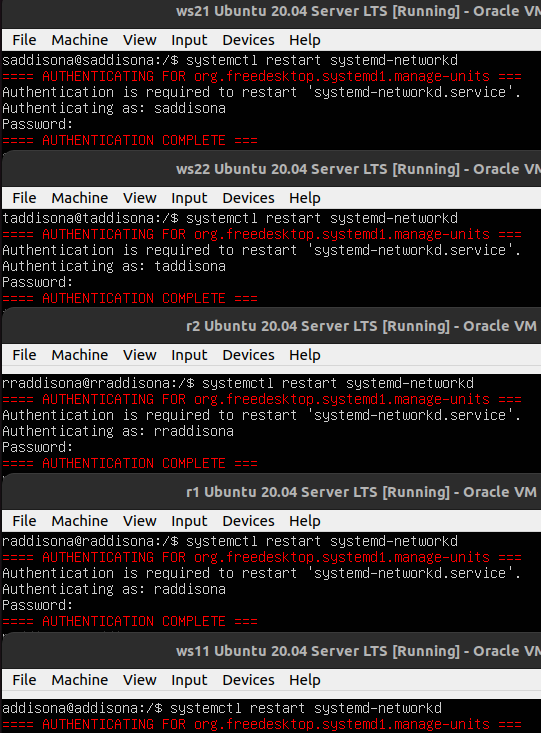 ws21 Ubuntu 20.04 Server LTS [Running] - Oracle VM
File Machine View Input Devices Help
saddisona@saddisona:/$ systemctl restart systemd-networkd
==== AUTHENTICATING FOR org.freedesktop.systemd1.manage-units ===
Authentication is required to restart 'systemd-networkd.service'.
Authenticating as: saddisona
Password:
==== AUTHENTICATION COMPLETE ===
ws22 Ubuntu 20.04 Server LTS [Running] - Oracle VM
File Machine View Input Devices Help
taddisona@taddisona:/$ systemctl restart systemd-networkd
==== AUTHENTICATING FOR org.freedesktop.systemd1.manage-units ===
Authentication is required to restart 'systemd-networkd.service'.
Authenticating as: taddisona
Password:
==== AUTHENTICATION COMPLETE ===
r2 Ubuntu 20.04 Server LTS [Running] - Oracle VM
File Machine View Input Devices Help
rraddisona@rraddisona:/$ systemctl restart systemd-networkd
==== AUTHENTICATING FOR org.freedesktop.systemd1.manage-units ===
Authentication is required to restart 'systemd-networkd.service'.
Authenticating as: rraddisona
Password:
==== AUTHENTICATION COMPLETE ===
r1 Ubuntu 20.04 Server LTS [Running] - Oracle VM
File Machine View Input Devices Help
raddisona@raddisona:/$ systemctl restart systemd-networkd
==== AUTHENTICATING FOR org.freedesktop.systemd1.manage-units ===
Authentication is required to restart 'systemd-networkd.service'.
Authenticating as: raddisona
Password:
==== AUTHENTICATION COMPLETE ===
ws11 Ubuntu 20.04 Server LTS [Running] - Oracle VM
File Machine View Input Devices Help
addisona@addisona:/$ systemctl restart systemd-networkd
==== AUTHENTICATING FOR org.freedesktop.systemd1.manage-units ===